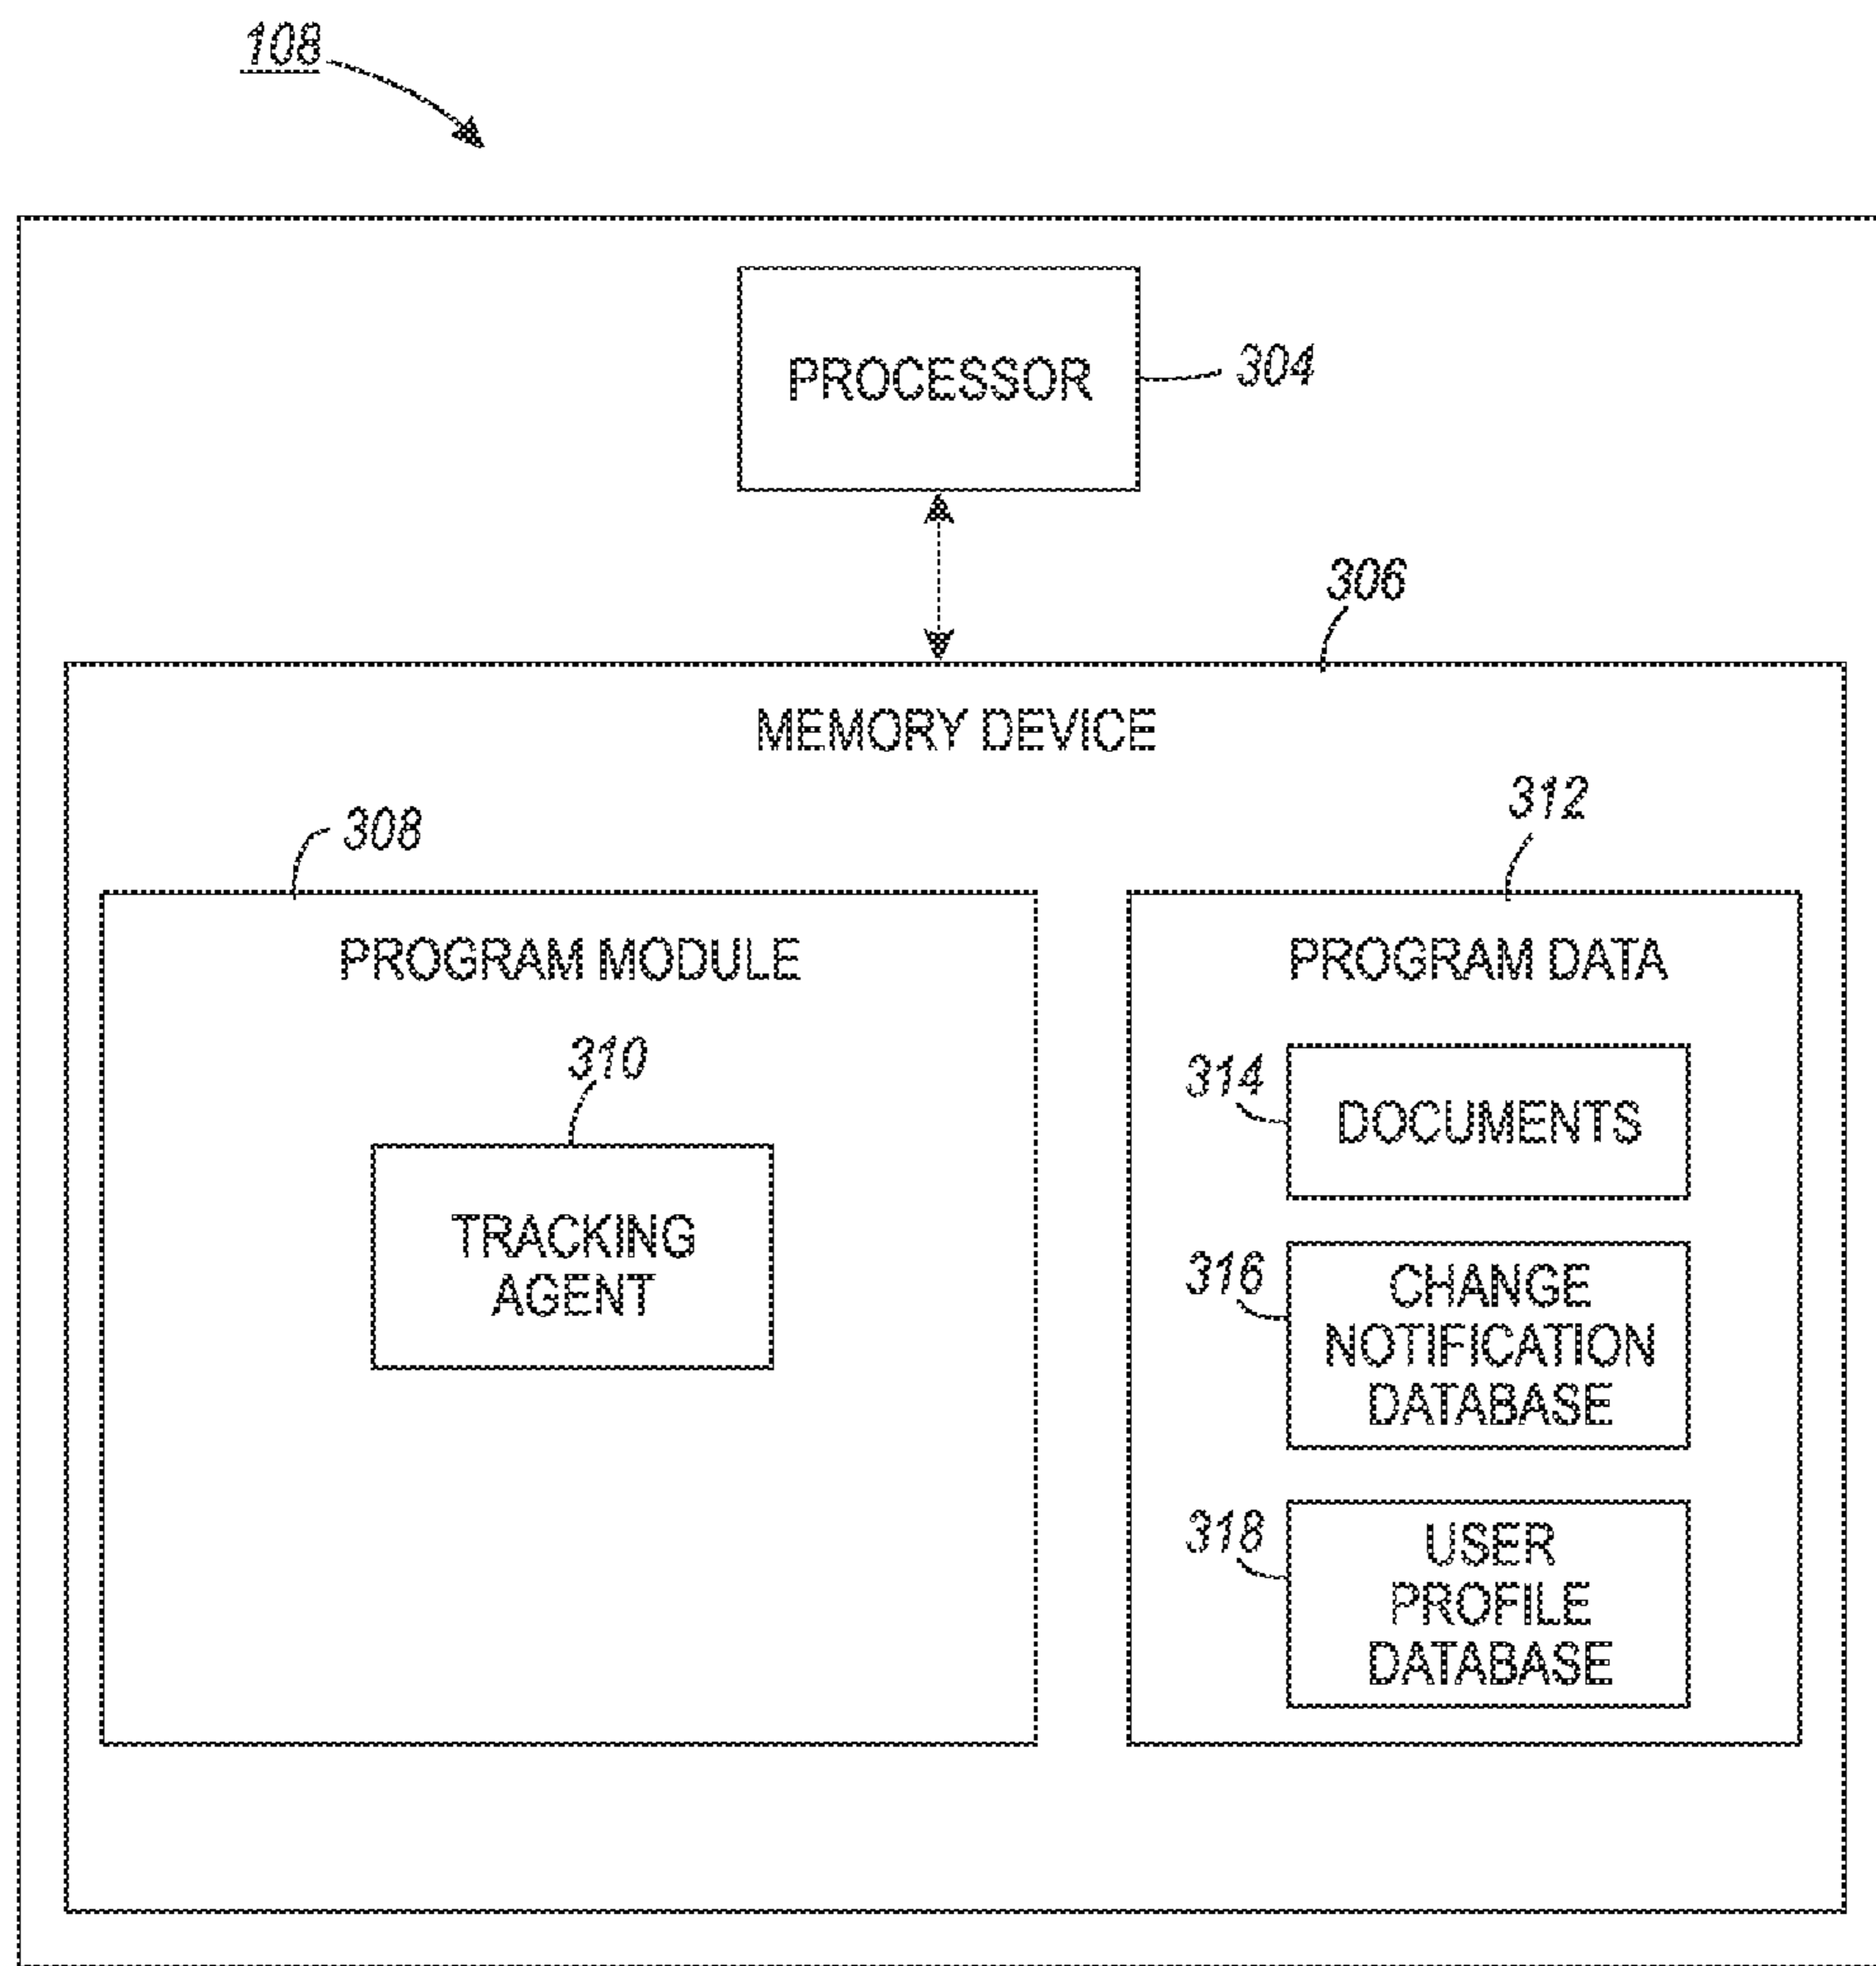 108
PROCESSOR
304
306
MEMORY DEVICE
308
312
PROGRAM MODULE
PROGRAM DATA
310
TRACKING
AGENT
314
DOCUMENTS
316
CHANGE
NOTIFICATION
DATABASE
318
USER
PROFILE
DATABASE